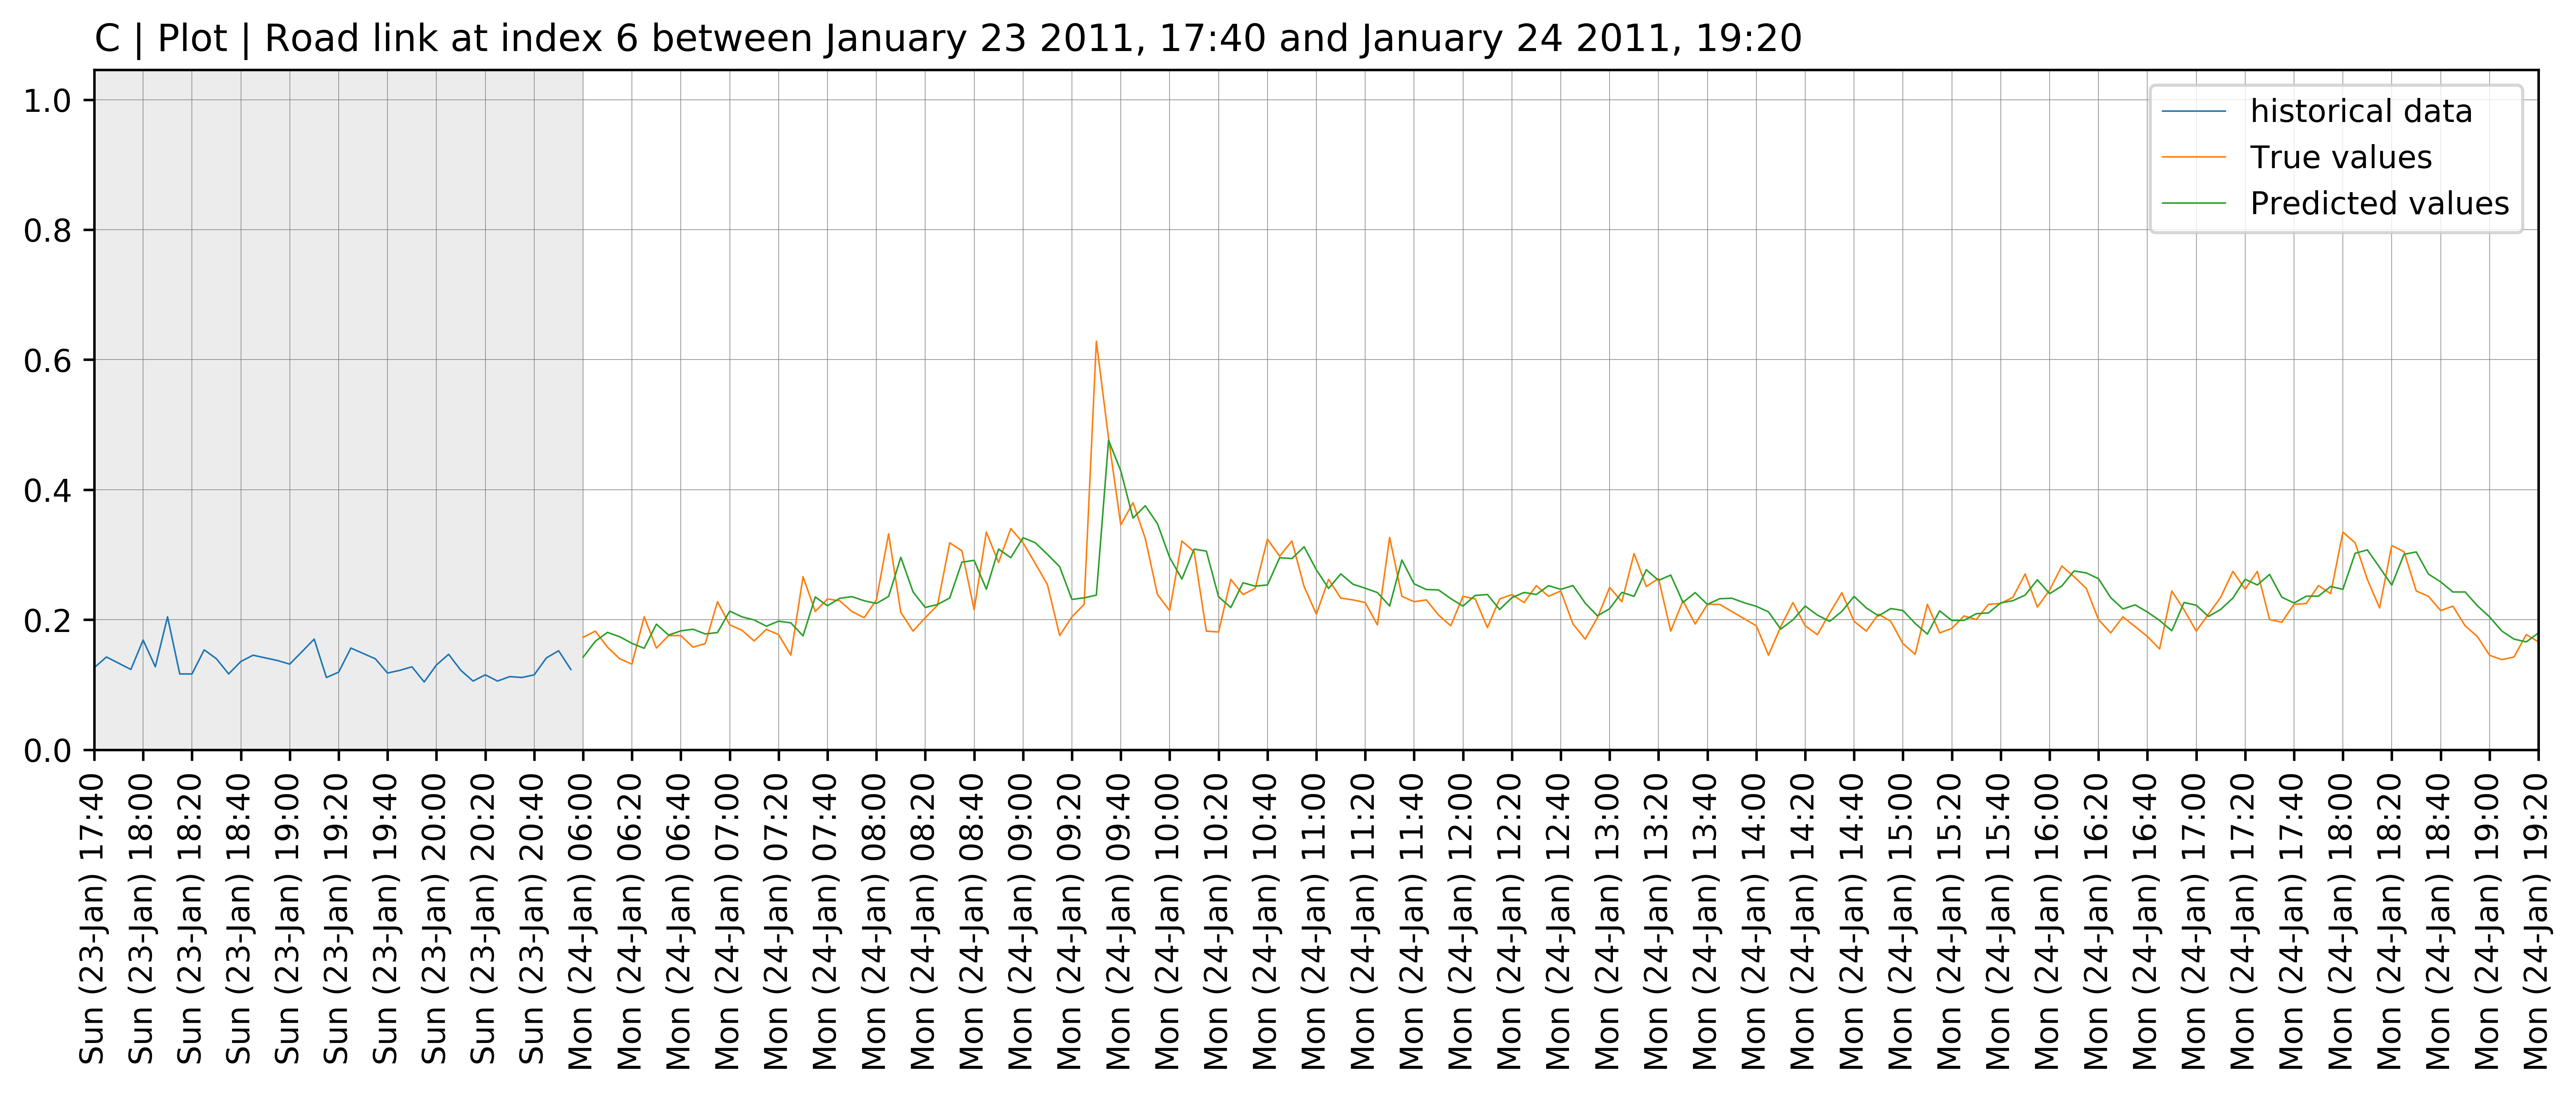 C | Plot | Road link at index 6 between January 23 2011, 17:40 and January 24 2011, 19:20
1.0
0.8
0.6
0.4
0.2
0.0
historical data
True values
Predicted values
Sun (23-Jan) 17:40
Sun (23-Jan) 18:00
Sun (23-Jan) 18:20
Sun (23-Jan) 18:40
Sun (23-Jan) 19:00
Sun (23-Jan) 19:20
Sun (23-Jan) 19:40
Sun (23-Jan) 20:00
Sun (23-Jan) 20:20
Sun (23-Jan) 20:40
Mon (24-Jan) 06:00
Mon (24-Jan) 06:20
Mon (24-Jan) 06:40
Mon (24-Jan) 07:00
Mon (24-Jan) 07:20
Mon (24-Jan) 07:40
Mon (24-Jan) 08:00
Mon (24-Jan) 08:20
Mon (24-Jan) 08:40
Mon (24-Jan) 09:00
Mon (24-Jan) 09:20
Mon (24-Jan) 09:40
Mon (24-Jan) 10:00
Mon (24-Jan) 10:20
Mon (24-Jan) 10:40
Mon (24-Jan) 11:00
Mon (24-Jan) 11:20
Mon (24-Jan) 11:40
Mon (24-Jan) 12:00
Mon (24-Jan) 12:20
Mon (24-Jan) 12:40
Mon (24-Jan) 13:00
Mon (24-Jan) 13:20
Mon (24-Jan) 13:40
Mon (24-Jan) 14:00
Mon (24-Jan) 14:20
Mon (24-Jan) 14:40
Mon (24-Jan) 15:00
Mon (24-Jan) 15:20
Mon (24-Jan) 15:40
Mon (24-Jan) 16:00
Mon (24-Jan) 16:20
Mon (24-Jan) 16:40
Mon (24-Jan) 17:00
Mon (24-Jan) 17:20
Mon (24-Jan) 17:40
Mon (24-Jan) 18:00
Mon (24-Jan) 18:20
Mon (24-Jan) 18:40
Mon (24-Jan) 19:00
Mon (24-Jan) 19:20